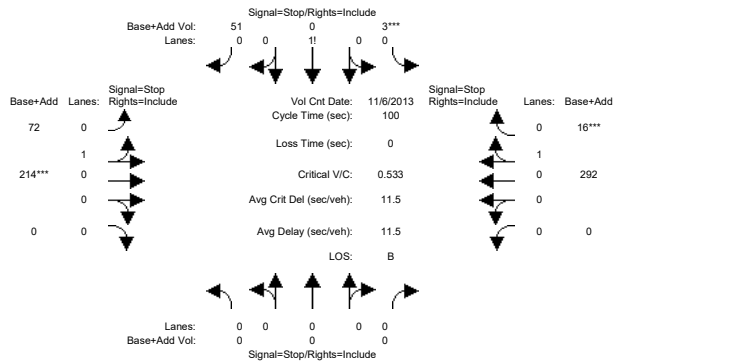 Signal=Stop/Rights=Include
Base+Add Vol: 51 0 3***
Lanes: 0 0 1! 0 0
Signal=Stop Signal=Stop
Base+Add Lanes: Rights=Include Vol Cnt Date: 11/6/2013 Rights=Include Lanes: Base+Add
Cycle Time (sec): 100
72 0 0 16***
Loss Time (sec): 0
1 1
214*** 0 Critical V/C: 0.533 0 292
0 Avg Crit Del (sec/veh): 11.5 0
0 0 Avg Delay (sec/veh): 11.5 0 0
LOS: B
Lanes: 0 0 0 0 0
Base+Add Vol: 0 0 0
Signal=Stop/Rights=Include